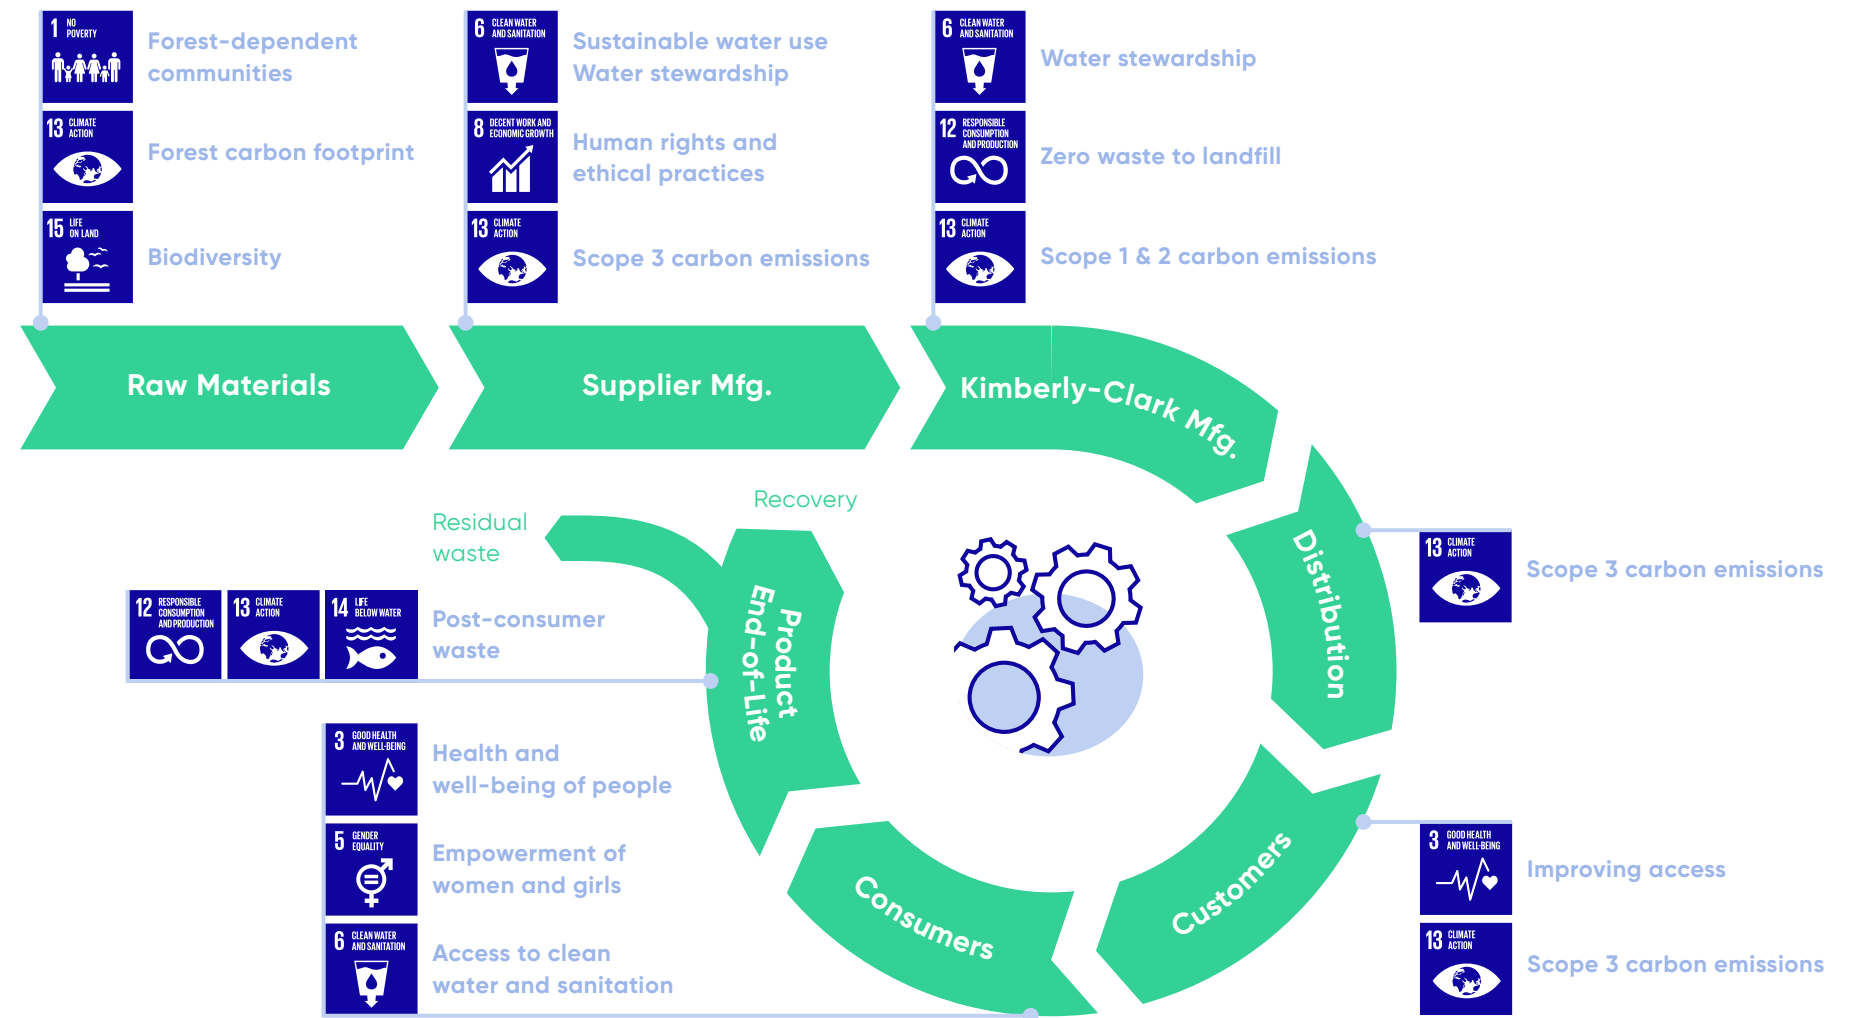 1 NO
POVERTY
Forest-dependent
communities
13 CLIMATE
ACTION
Forest carbon footprint
15 LIFE
ON LAND
Biodiversity
6 CLEAN WATER
AND SANITATION
Sustainable water use
Water stewardship
8 DECENT WORK AND
ECONOMIC GROWTH
Human rights and
ethical practices
13 CLIMATE
ACTION
Scope 3 carbon emissions
6 CLEAN WATER
AND SANITATION
Water stewardship
12 RESPONSIBLE
CONSUMPTION
AND PRODUCTION
Zero waste to landfill
13 CLIMATE
ACTION
Scope 1 & 2 carbon emissions
Raw Materials
Supplier Mfg.
Kimberly-Clark Mfg.
Distribution
13 CLIMATE
ACTION
Scope 3 carbon emissions
Customers
3 GOOD HEALTH
AND WELL-BEING
Improving access
13 CLIMATE
ACTION
Scope 3 carbon emissions
Consumers
3 GOOD HEALTH
AND WELL-BEING
Health and
well-being of people
5 GENDER
EQUALITY
Empowerment of
women and girls
6 CLEAN WATER
AND SANITATION
Access to clean
water and sanitation
Product
End-of-Life
12 RESPONSIBLE
CONSUMPTION
AND PRODUCTION
13 CLIMATE
ACTION
14 LIFE
BELOW WATER
Post-consumer
waste
Residual
waste
Recovery